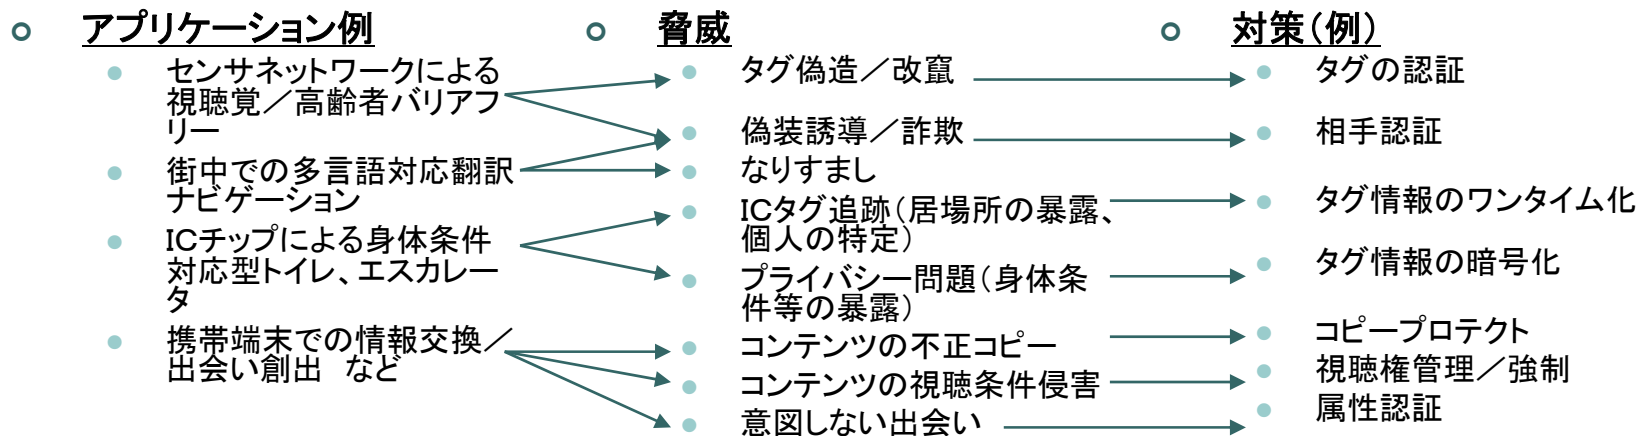 アプリケーション例
センサネットワークによる
視聴覚／高齢者バリアフ
リー
街中での多言語対応翻訳
ナビゲーション
ICチップによる身体条件
対応型トイレ、エスカレー
タ
携帯端末での情報交換／
出会い創出　など
脅威
タグ偽造／改竄
偽装誘導／詐欺
なりすまし
ICタグ追跡（居場所の暴露、
個人の特定）
プライバシー問題（身体条
件等の暴露）
コンテンツの不正コピー
コンテンツの視聴条件侵害
意図しない出会い
対策（例）
タグの認証
相手認証
タグ情報のワンタイム化
タグ情報の暗号化
コピープロテクト
視聴権管理／強制
属性認証